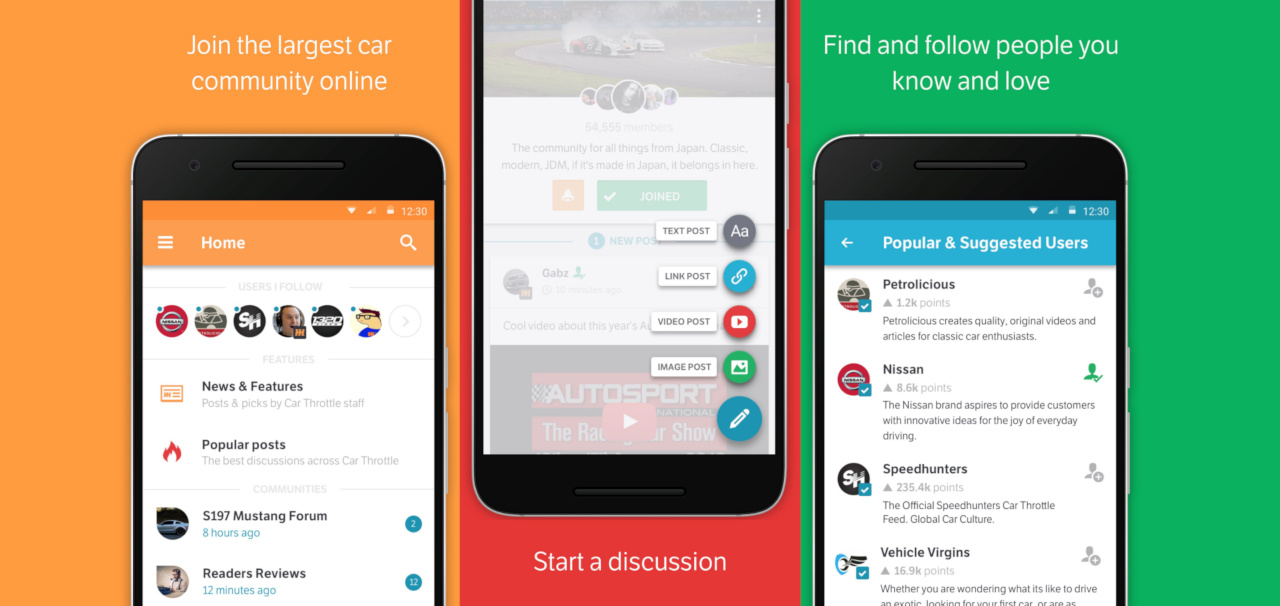 Join the largest car
community online
12:30
Home
USERS I FOLLOW
NISSAN
PETROLICIOUS
SH
1320
FEATURES
News & Features
Posts & picks by Car Throttle staff
Popular posts
The best discussions across Car Throttle
COMMUNITIES
S197 Mustang Forum
8 hours ago
2
Readers Reviews
12 minutes ago
12
54,555 members
The community for all things from Japan. Classic,
modern, JDM, if it's made in Japan, it belongs in here.
JOINED
TEXT POST
Aa
1 NEW POST
LINK POST
Gabz
30 minutes ago
VIDEO POST
Cool video about this year's
IMAGE POST
AUTOSPORT
NATIONAL
The Racing Car Show
Start a discussion
Find and follow people you
know and love
12:30
Popular & Suggested Users
Petrolicious
1.2k points
Petrolicious creates quality, original videos and
articles for classic car enthusiasts.
Nissan
NISSAN
8.6k points
The Nissan brand aspires to provide customers
with innovative ideas for the joy of everyday
driving.
Speedhunters
SH
235.4k points
The Official Speedhunters Car Throttle
Feed. Global Car Culture.
Vehicle Virgins
16.9k points
Whether you are wondering what its like to drive
an exotic, looking for your first car, or are as